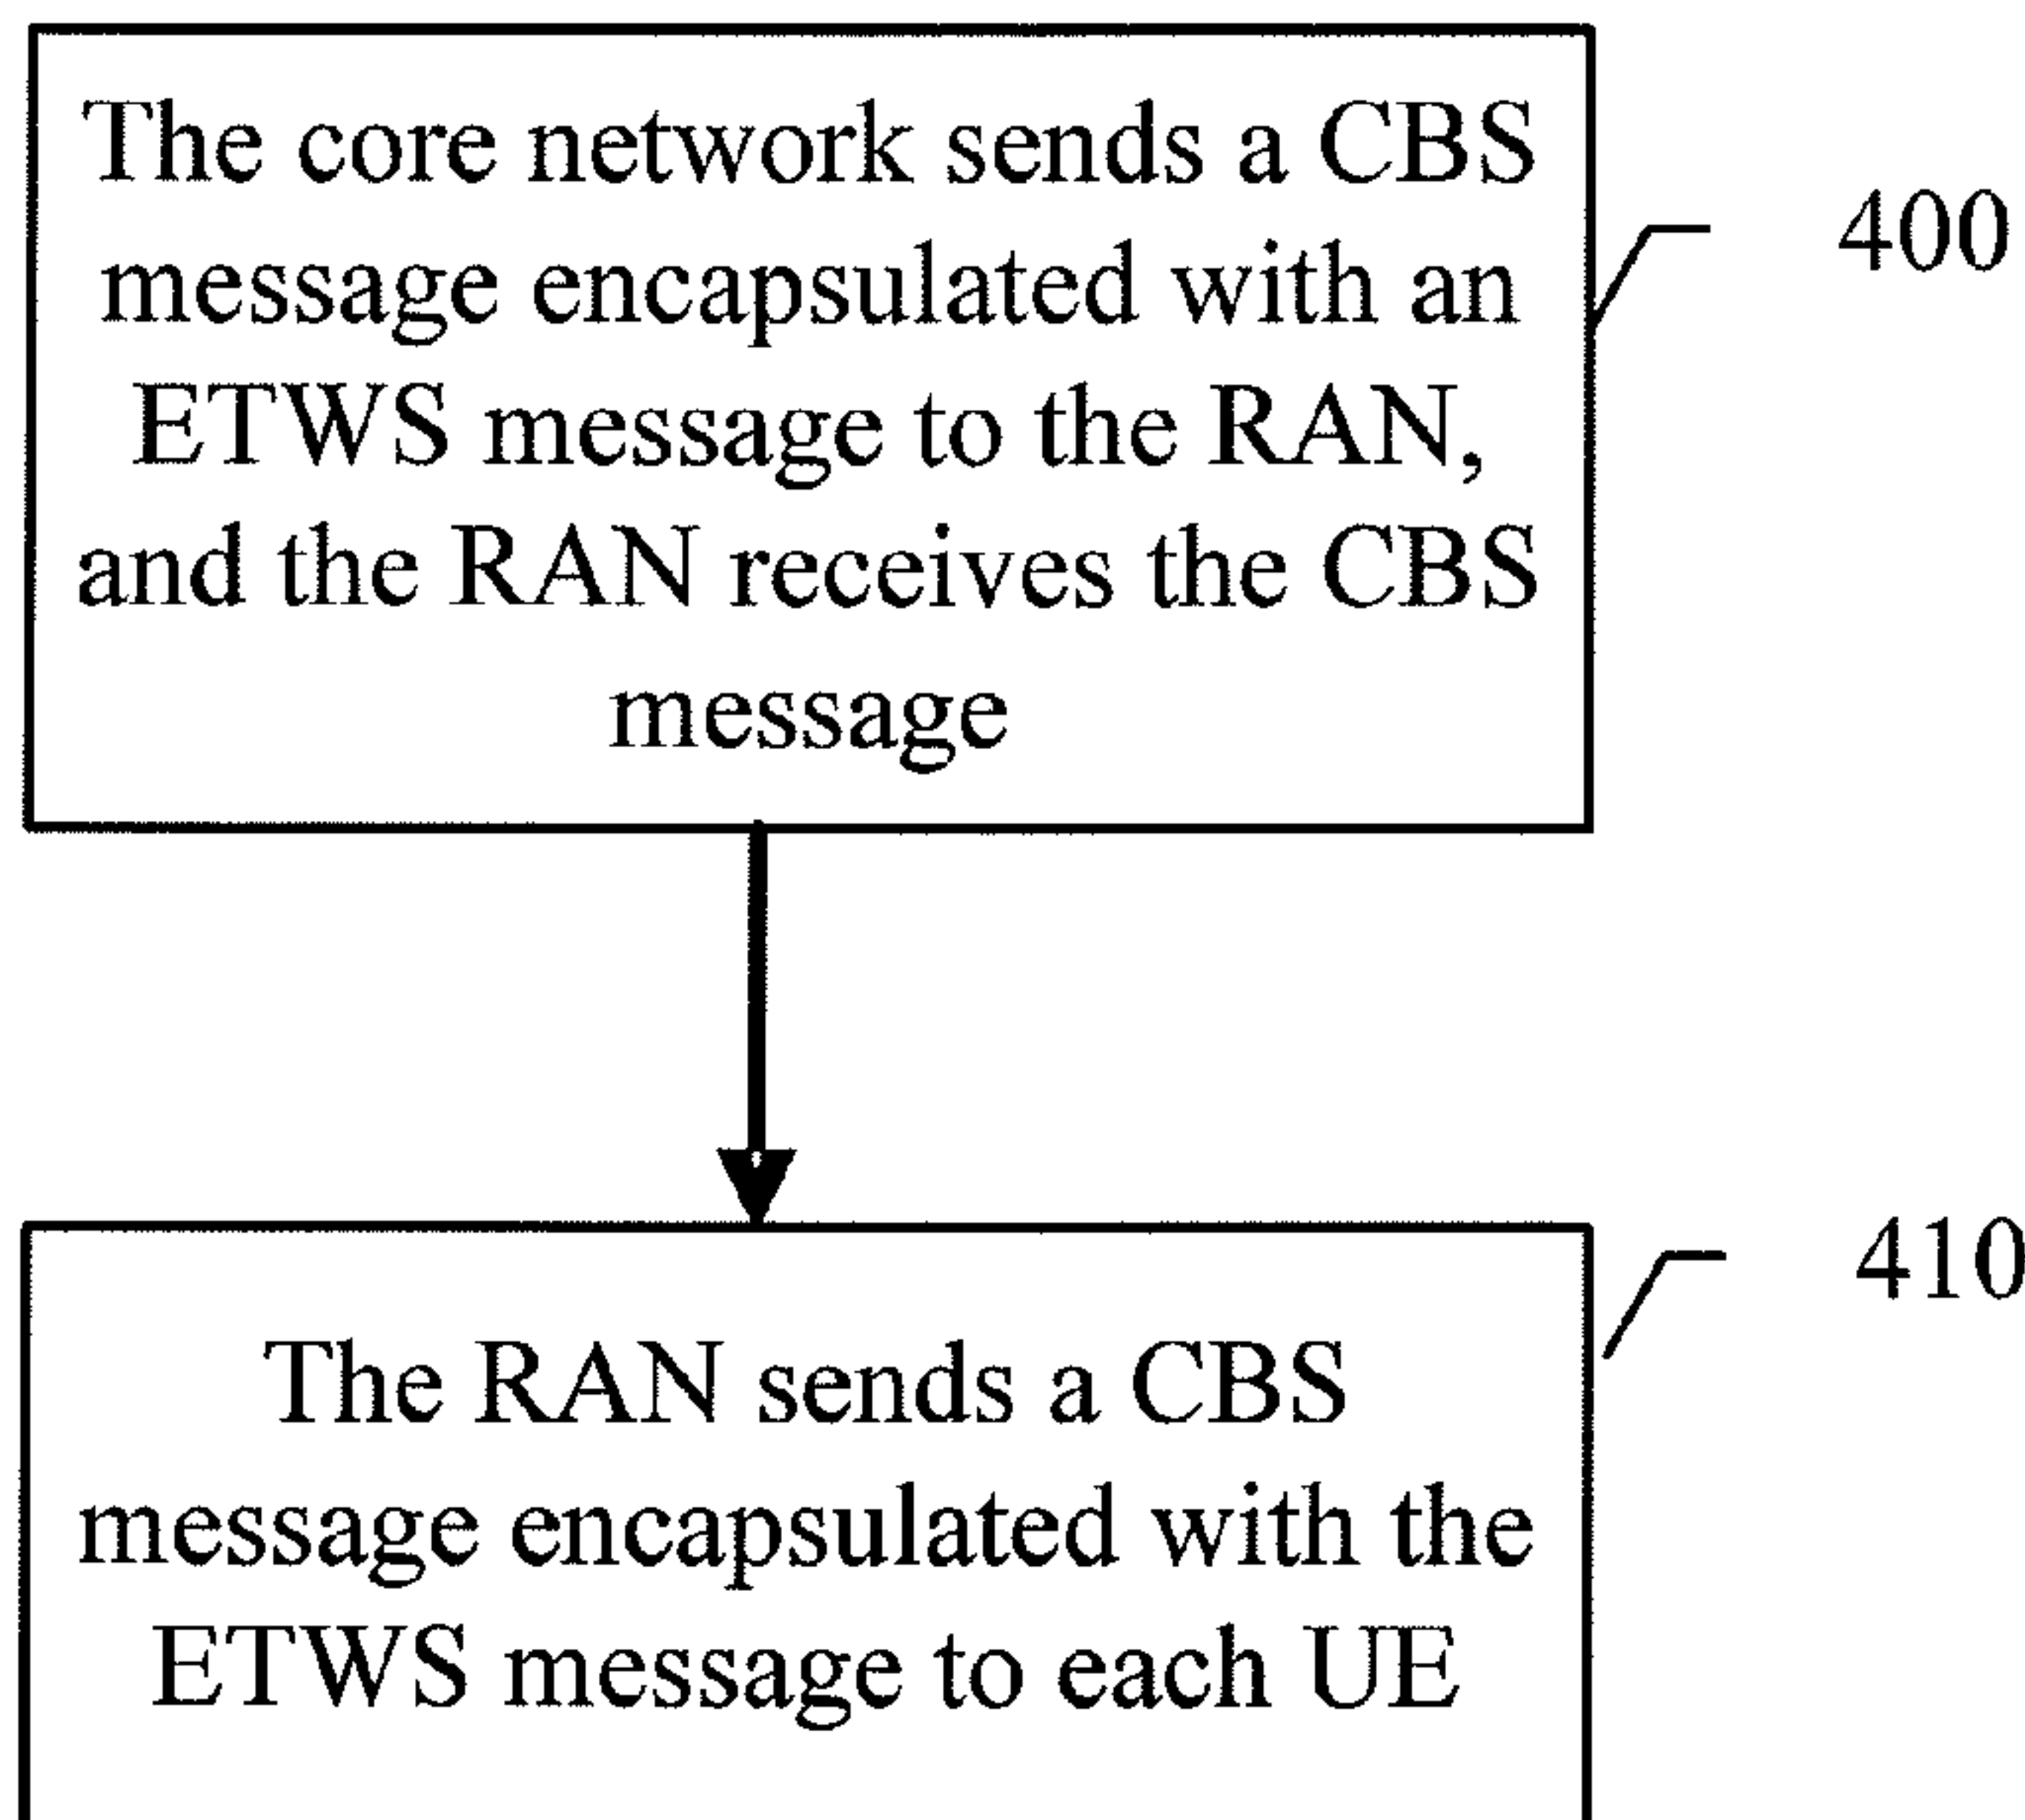 The core network sends a CBS
message encapsulated with an
ETWS message to the RAN,
and the RAN receives the CBS
message
400
410
The RAN sends a CBS
message encapsulated with the
ETWS message to each UE